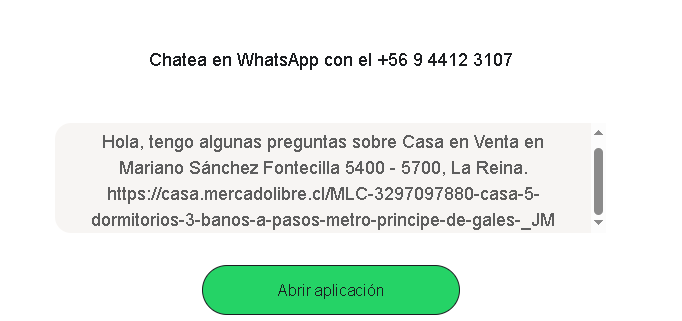 Chatea en WhatsApp con el +56 9 4412 3107
Hola, tengo algunas preguntas sobre Casa en Venta en
Mariano Sánchez Fontecilla 5400 - 5700, La Reina.
https://casa.mercadolibre.cl/MLC-3297097880-casa-5-
dormitorios-3-banos-a-pasos-metro-principe-de-gales-_JM
Abrir aplicación